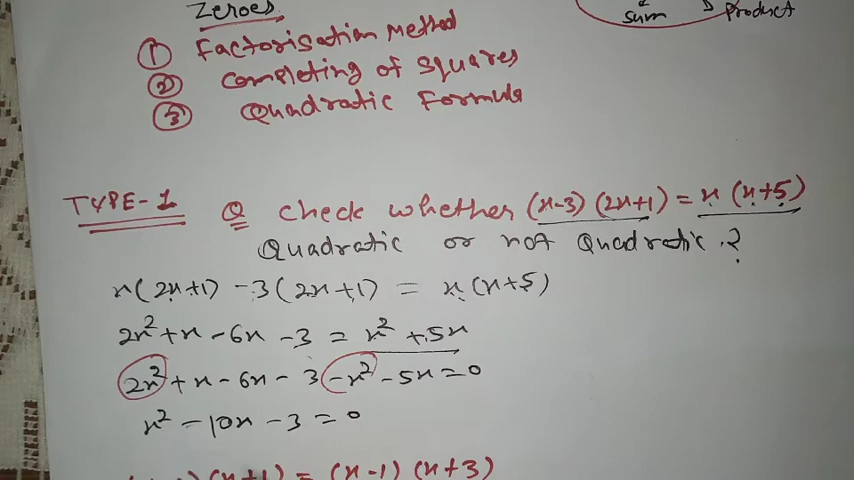 Zeroes
sum Product
① Factorisation Method
② Completing of Squares
③ Quadratic Formula
TYPE-1 Q Check whether (x-3) (2x+1) = x (x+5)
Quadratic or not Quadratic ?
x(2x+1) -3(2x+1) = x(x+5)
2x²+x-6x-3 = x²+5x
2x²+x-6x-3-x²-5x=0
x²-10x-3=0
(x+1) = (x-1) (x+3)